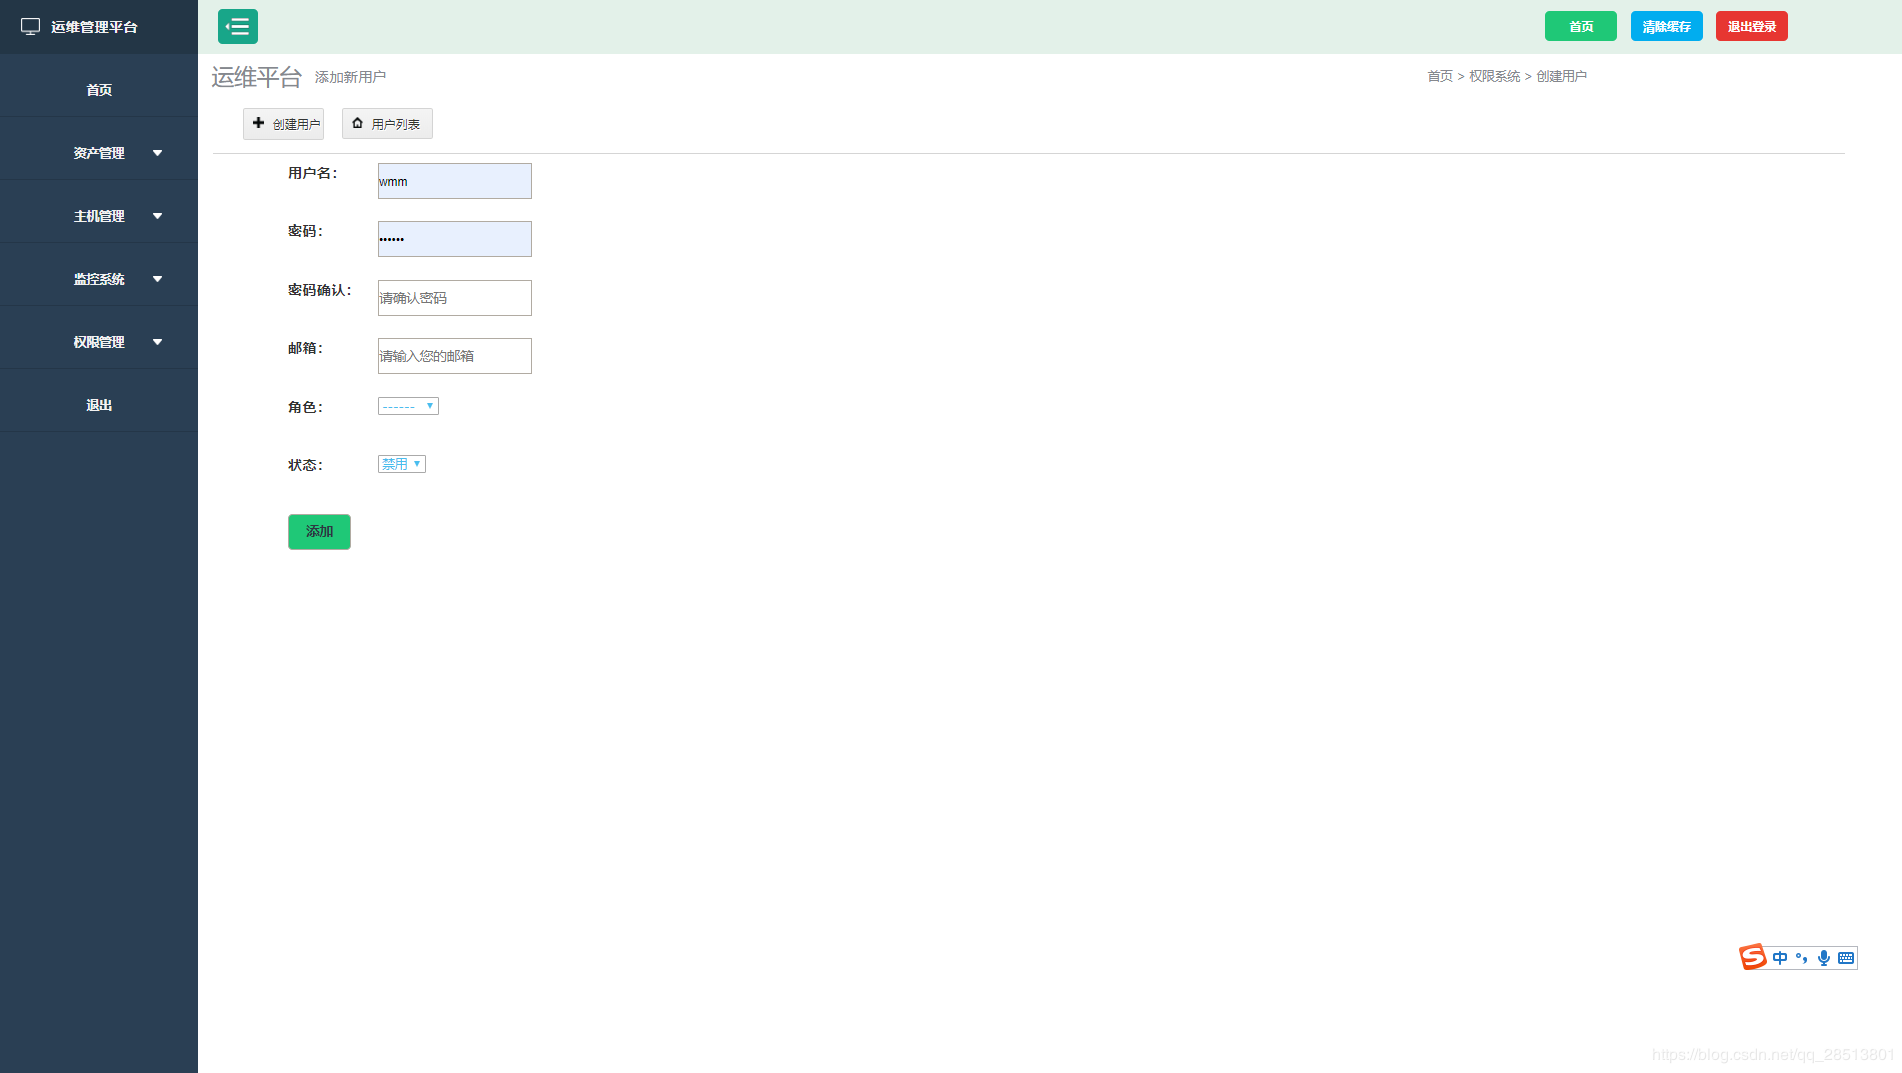 运维管理平台
首页
清除缓存
退出登录
首页
资产管理
主机管理
监控系统
权限管理
退出
运维平台 添加新用户
首页 > 权限系统 > 创建用户
创建用户
用户列表
用户名：
wmm
密码：
••••••
密码确认：
请确认密码
邮箱：
请输入您的邮箱
角色：
------
状态：
禁用
添加
S 中 °,
https://blog.csdn.net/qq_28513801